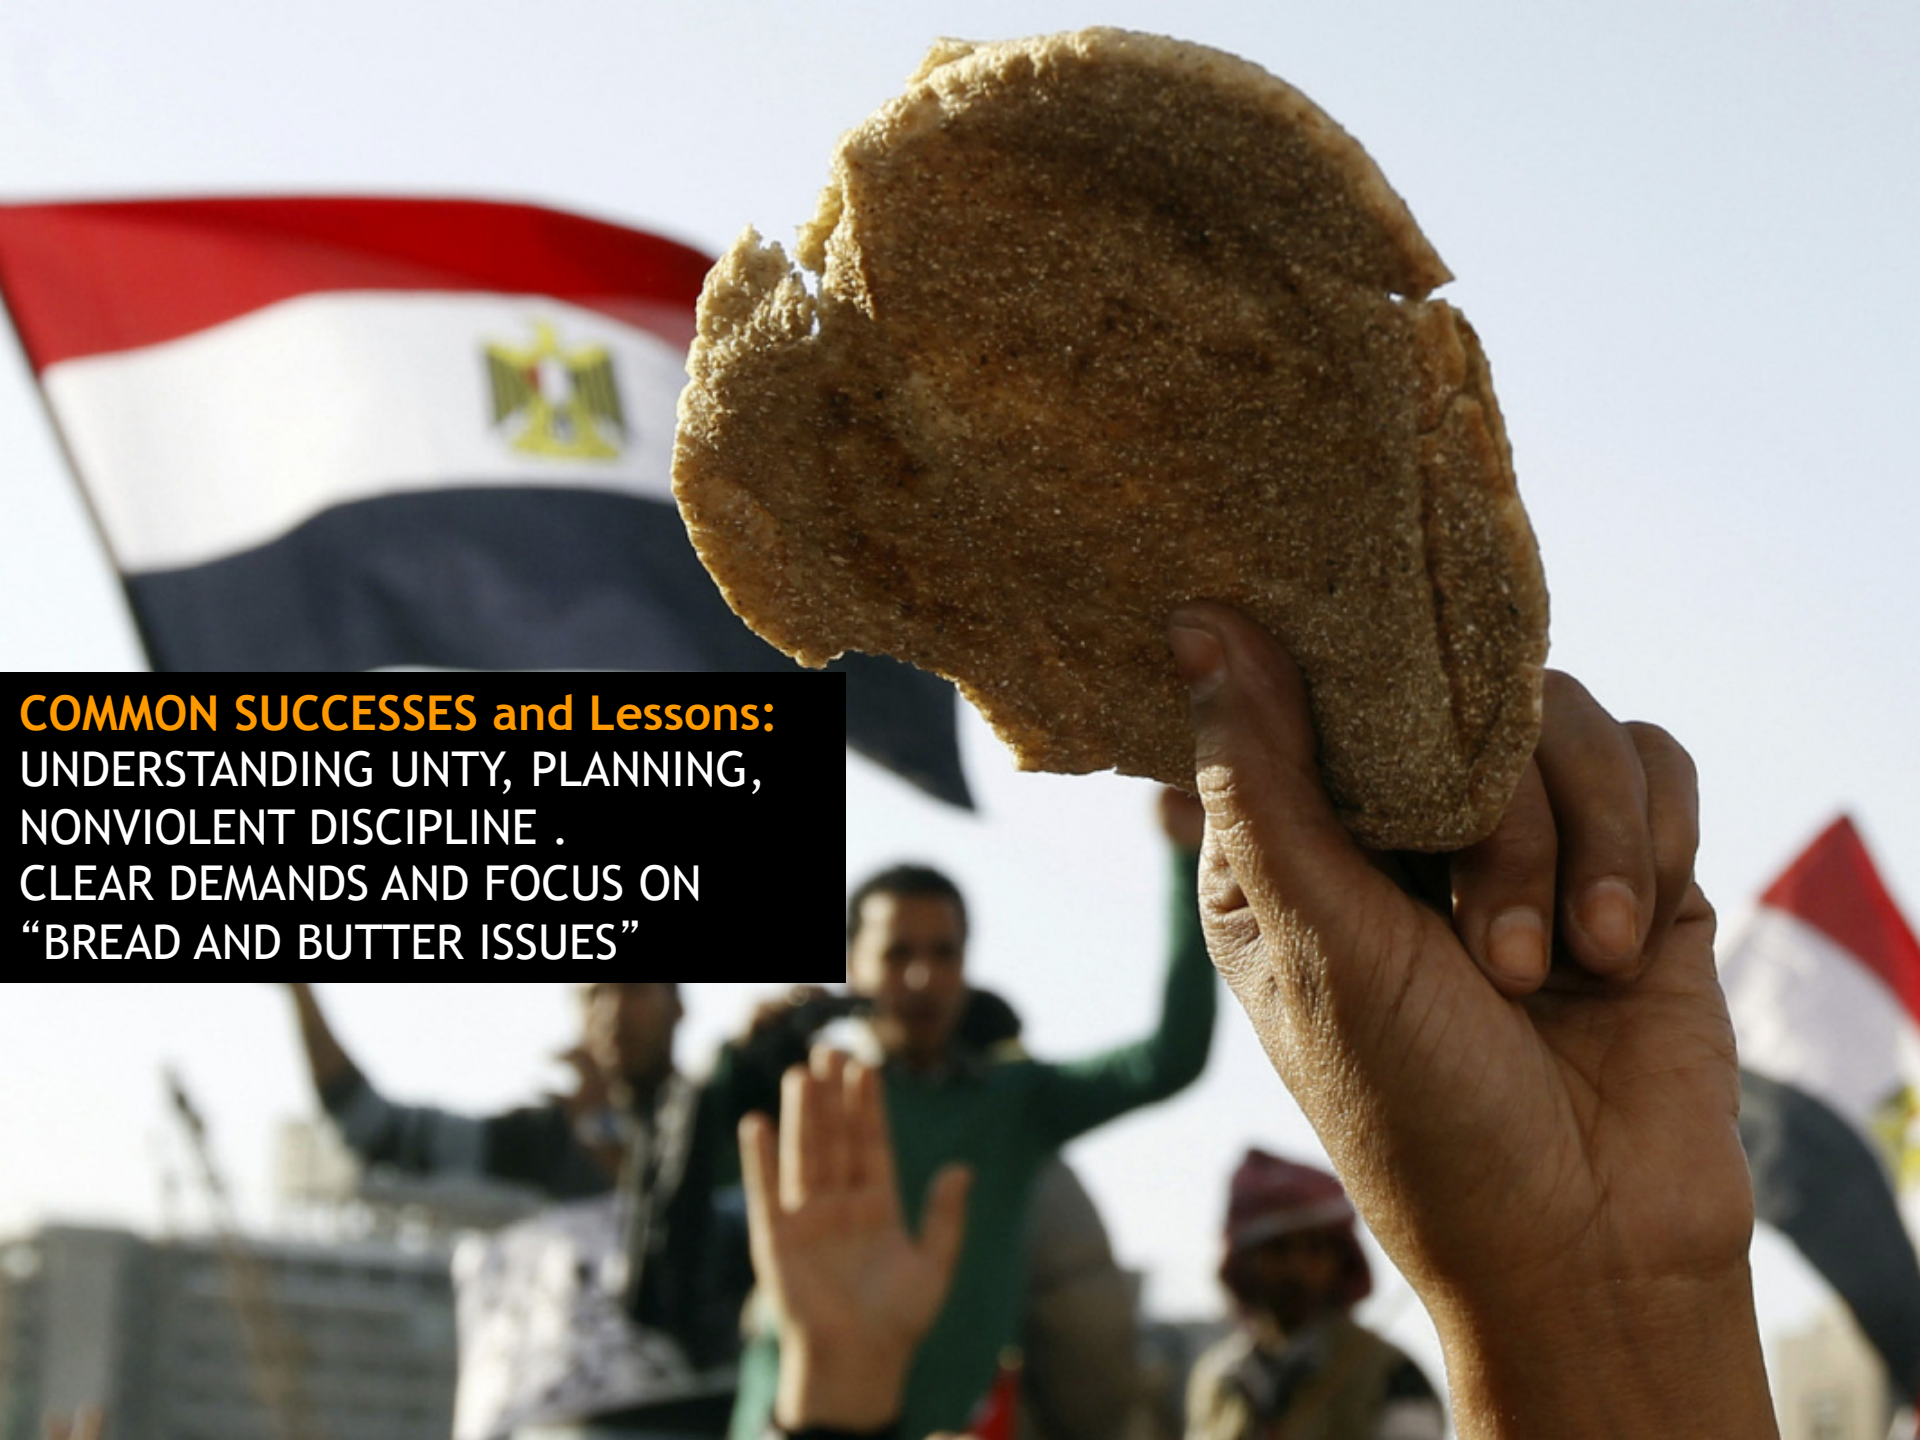 COMMON SUCCESSES and Lessons:
UNDERSTANDING UNTY, PLANNING,
NONVIOLENT DISCIPLINE .
CLEAR DEMANDS AND FOCUS ON
“BREAD AND BUTTER ISSUES”